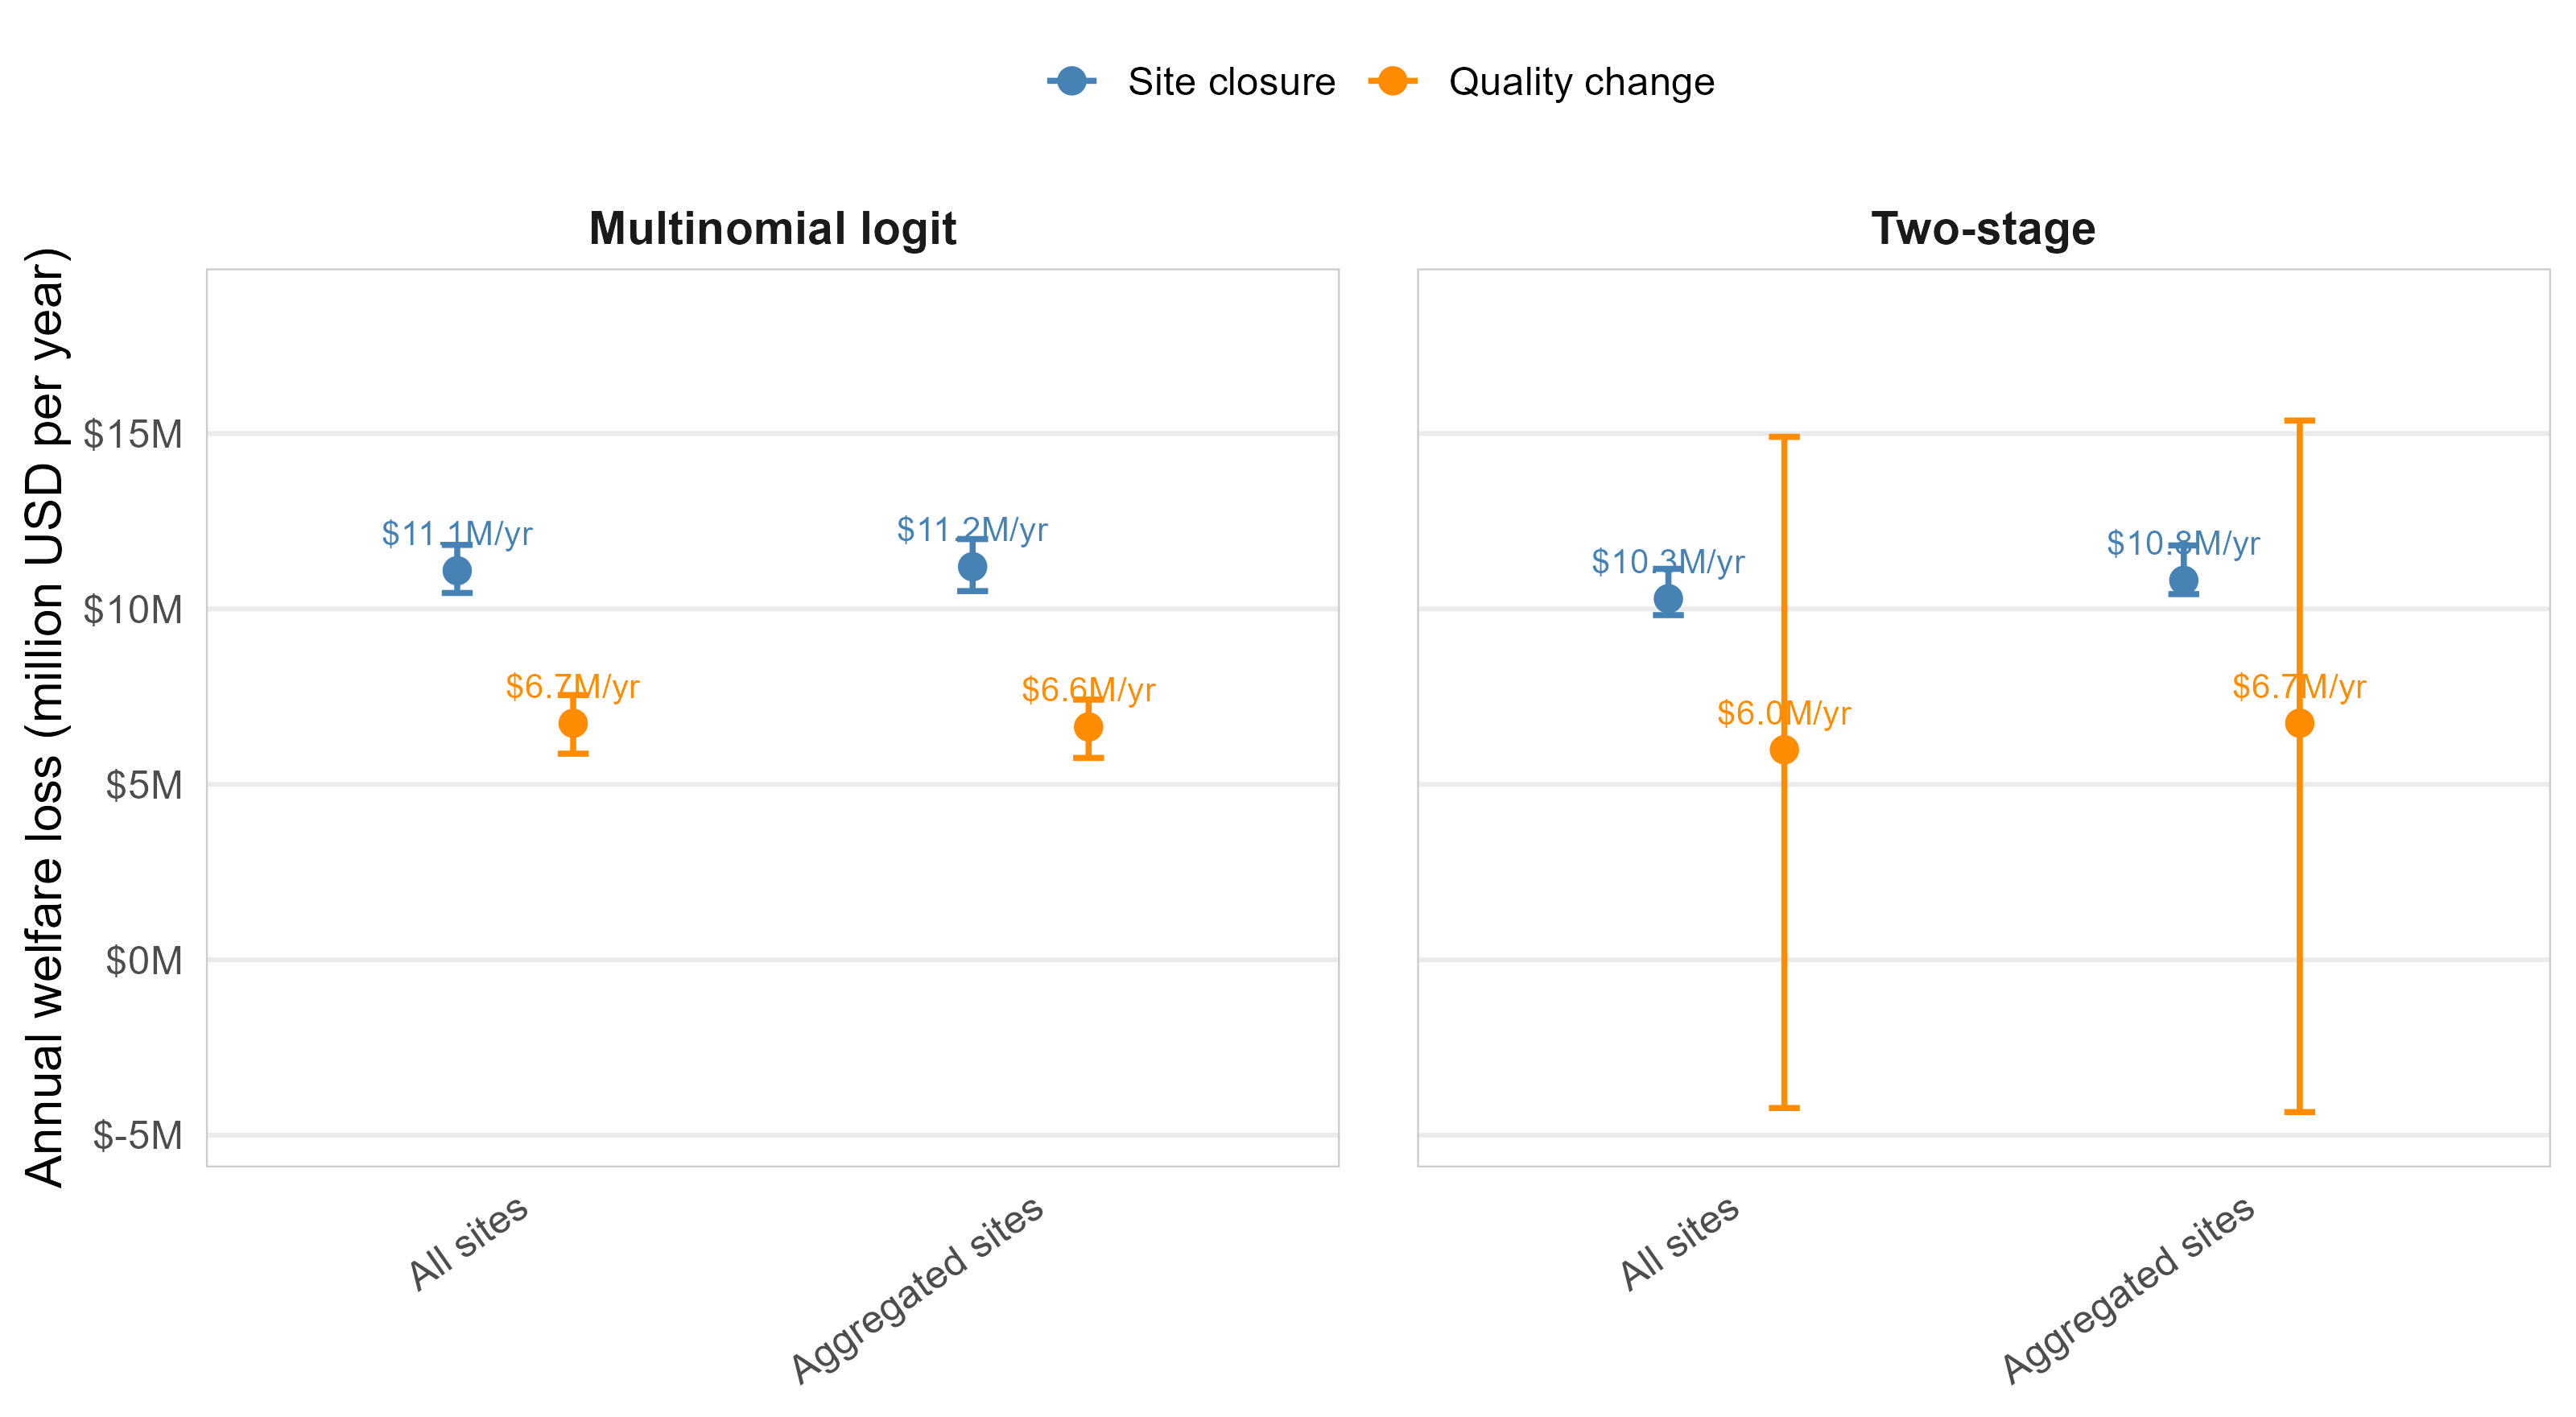 Site closure
Quality change
Multinomial logit
Two-stage
Annual welfare loss (million USD per year)
$15M
$10M
$5M
$0M
$-5M
$11.1M/yr
$6.7M/yr
$11.2M/yr
$6.6M/yr
$10.3M/yr
$6.0M/yr
$10.8M/yr
$6.7M/yr
All sites
Aggregated sites
All sites
Aggregated sites